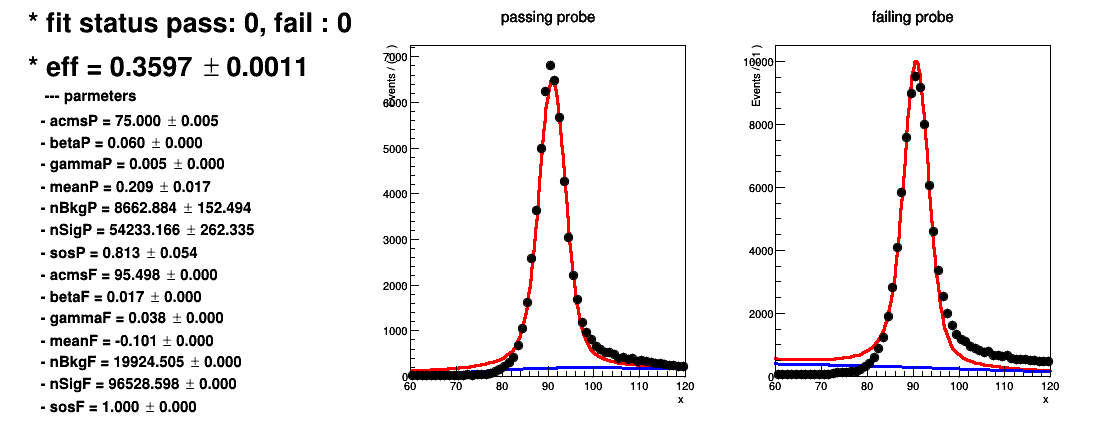 * fit status pass: 0, fail : 0
* eff = 0.3597 ± 0.0011
--- parmeters
- acmsP = 75.000 ± 0.005
- betaP = 0.060 ± 0.000
- gammaP = 0.005 ± 0.000
- meanP = 0.209 ± 0.017
- nBkgP = 8662.884 ± 152.494
- nSigP = 54233.166 ± 262.335
- sosP = 0.813 ± 0.054
- acmsF = 95.498 ± 0.000
- betaF = 0.017 ± 0.000
- gammaF = 0.038 ± 0.000
- meanF = -0.101 ± 0.000
- nBkgF = 19924.505 ± 0.000
- nSigF = 96528.598 ± 0.000
- sosF = 1.000 ± 0.000
passing probe
Events / ( 1 )
7000
6000
5000
4000
3000
2000
1000
0
60 70 80 90 100 110 120
x
failing probe
Events / ( 1 )
10000
8000
6000
4000
2000
0
60 70 80 90 100 110 120
x